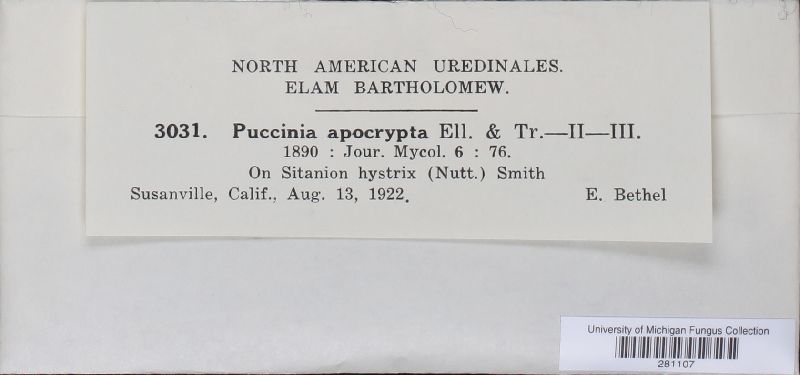 NORTH AMERICAN UREDINALES.
ELAM BARTHOLOMEW.
3031. Puccinia apocrypta Ell. & Tr.—II—III.
1890 : Jour. Mycol. 6 : 76.
On Sitanion hystrix (Nutt.) Smith
Susanville, Calif., Aug. 13, 1922. E. Bethel
University of Michigan Fungus Collection
281107